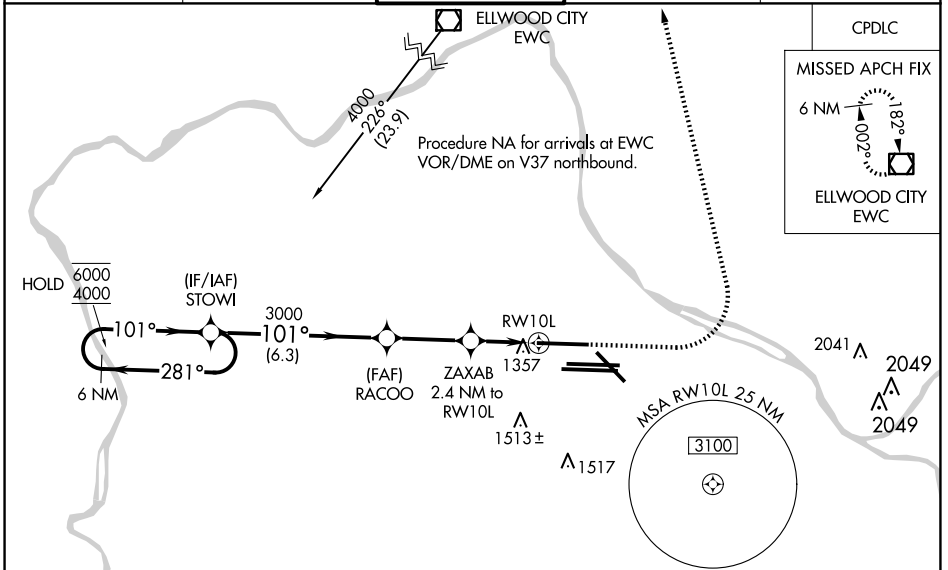 ELLWOOD CITY
EWC
CPDLC
MISSED APCH FIX
6 NM
182°
002°
ELLWOOD CITY
EWC
4000
226°
(23.9)
Procedure NA for arrivals at EWC
VOR/DME on V37 northbound.
HOLD
6000
4000
(IF/IAF)
STOWI
101°
281°
6 NM
3000
101°
(6.3)
(FAF)
RACOO
ZAXAB
2.4 NM to
RW10L
RW10L
1357
1513±
1517
2041
2049
2049
MSA RW10L 25 NM
3100